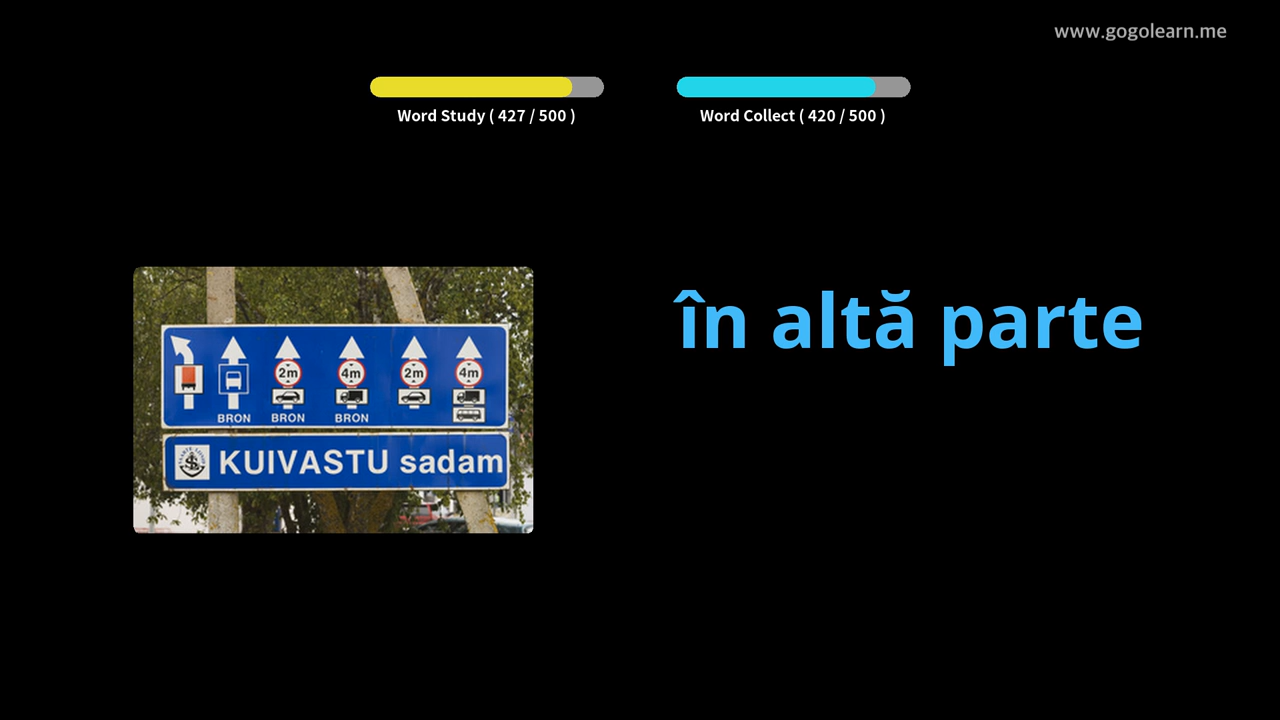 www.gogolearn.me
Word Study ( 427 / 500 )
Word Collect ( 420 / 500 )
în altă parte
2m 4m 2m 4m
BRON BRON BRON
KUIVASTU sadam